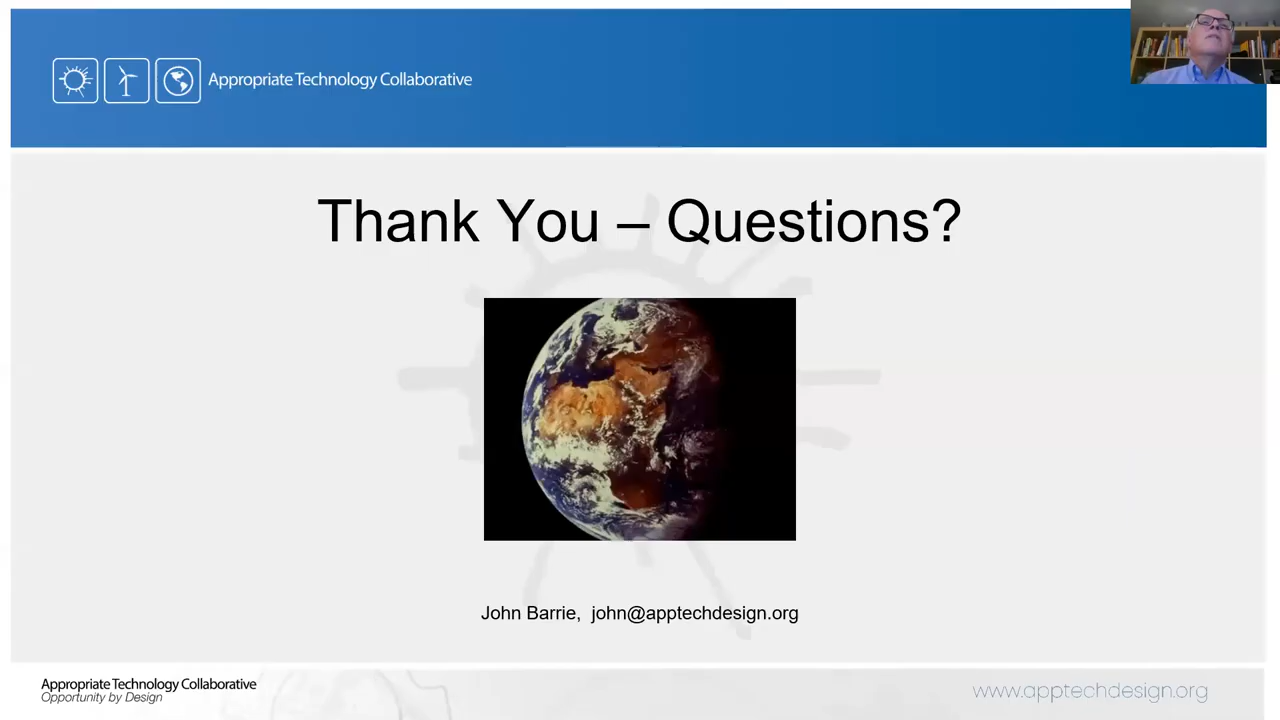 Appropriate Technology Collaborative
Thank You – Questions?
John Barrie, john@apptechdesign.org
Appropriate Technology Collaborative
Opportunity by Design
www.apptechdesign.org